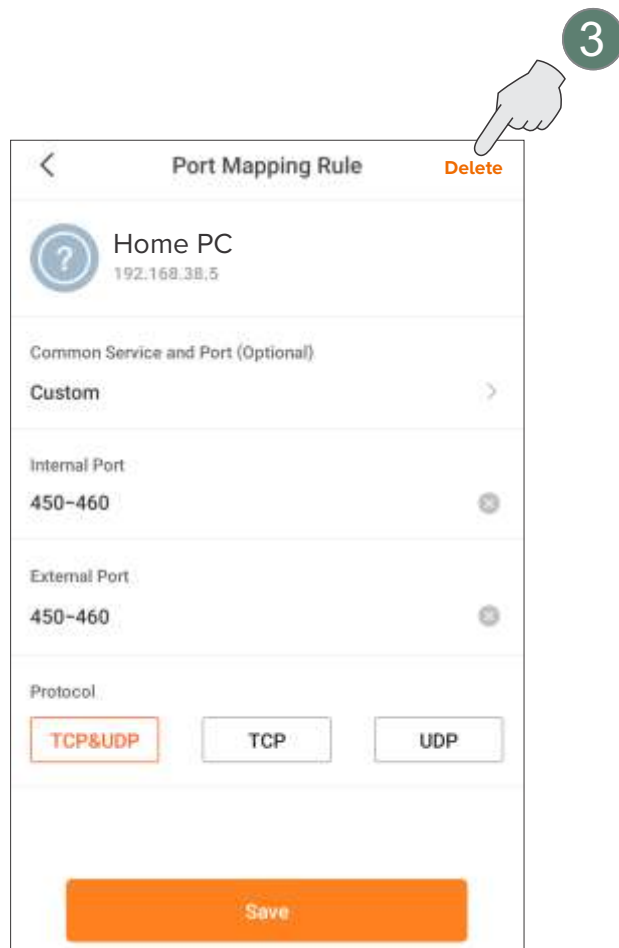 3
Port Mapping Rule Delete
?
Home PC
192.168.38.5
Common Service and Port (Optional)
Custom
Internal Port
450-460
External Port
450-460
Protocol
TCP&UDP TCP UDP
Save